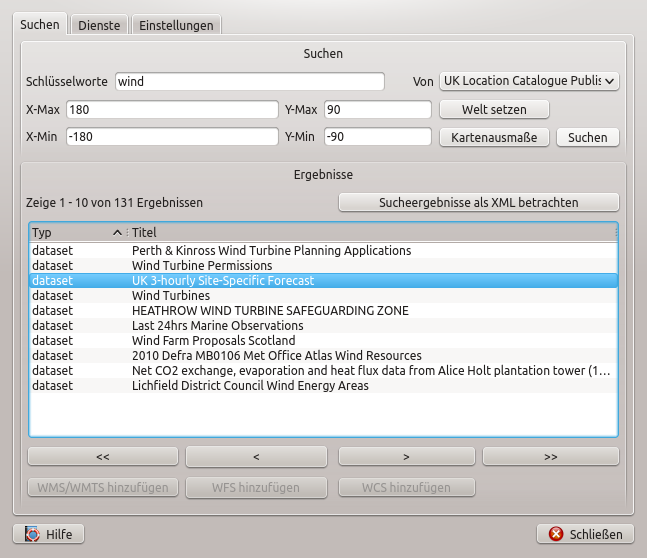 Suchen Dienste Einstellungen
Suchen
Schlüsselworte wind Von UK Location Catalogue Publis
X-Max 180 Y-Max 90 Welt setzen
X-Min -180 Y-Min -90 Kartenausmaße Suchen
Ergebnisse
Zeige 1 - 10 von 131 Ergebnissen Sucheergebnisse als XML betrachten
Typ Titel
dataset Perth & Kinross Wind Turbine Planning Applications
dataset Wind Turbine Permissions
dataset UK 3-hourly Site-Specific Forecast
dataset Wind Turbines
dataset HEATHROW WIND TURBINE SAFEGUARDING ZONE
dataset Last 24hrs Marine Observations
dataset Wind Farm Proposals Scotland
dataset 2010 Defra MB0106 Met Office Atlas Wind Resources
dataset Net CO2 exchange, evaporation and heat flux data from Alice Holt plantation tower (1...
dataset Lichfield District Council Wind Energy Areas
<< < > >>
WMS/WMTS hinzufügen WFS hinzufügen WCS hinzufügen
Hilfe Schließen